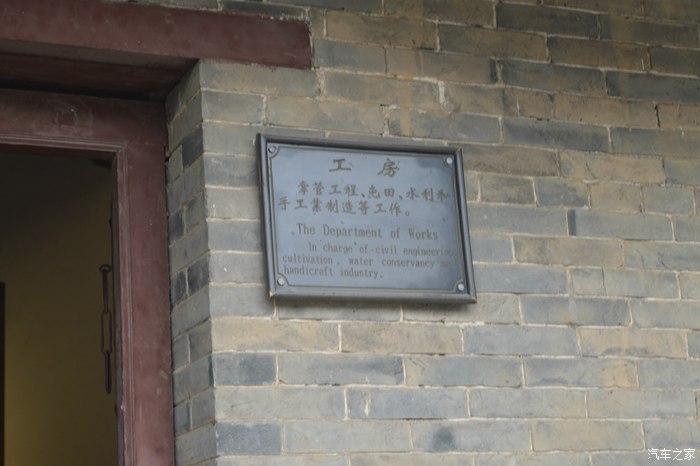 工 房
掌管工程、屯田、水利和
手工业制造等工作。
The Department of Works
In charge of civil engineering,
cultivation, water conservancy and
handicraft industry.
汽车之家